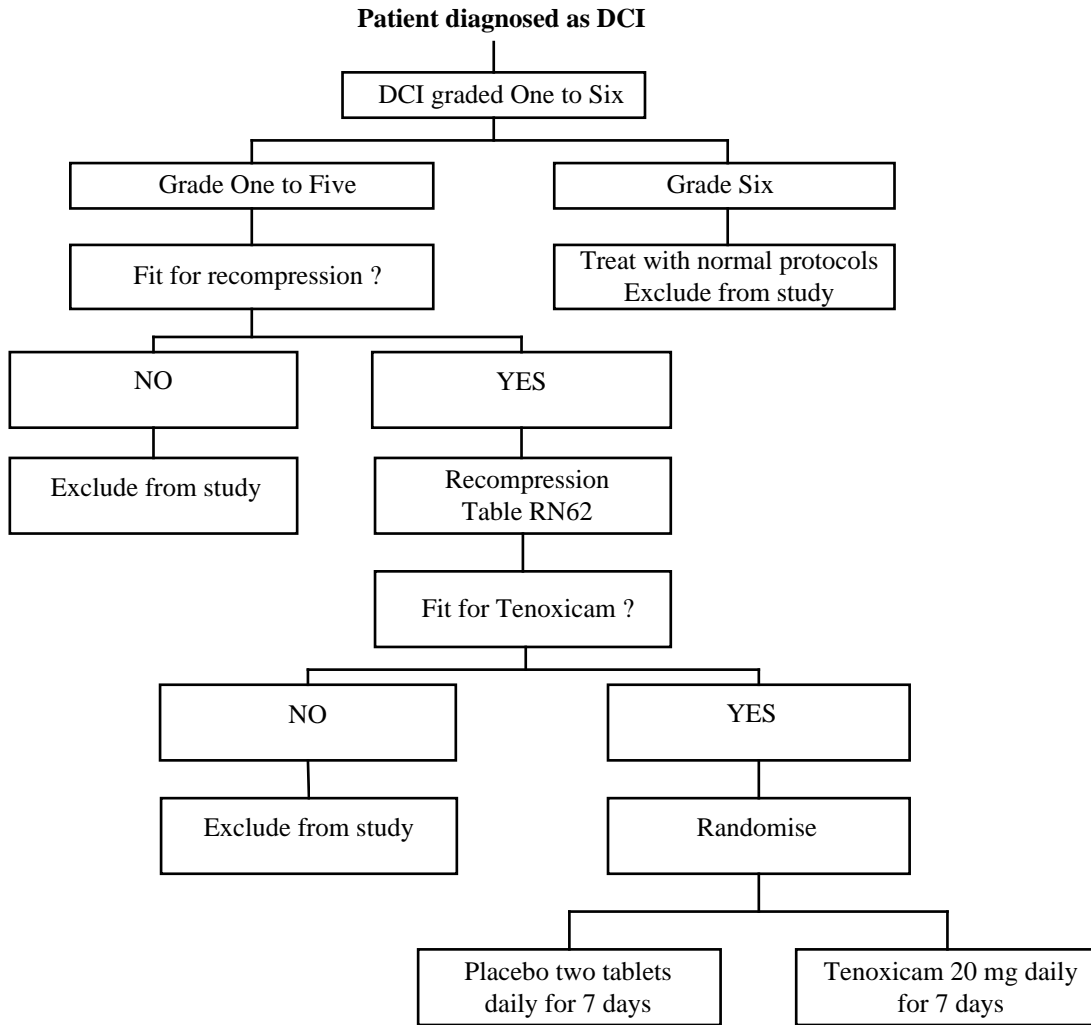 Patient diagnosed as DCI
DCI graded One to Six
Grade One to Five
Grade Six
Fit for recompression ?
Treat with normal protocols
Exclude from study
NO
YES
Exclude from study
Recompression
Table RN62
Fit for Tenoxicam ?
NO
YES
Exclude from study
Randomise
Placebo two tablets
daily for 7 days
Tenoxicam 20 mg daily
for 7 days